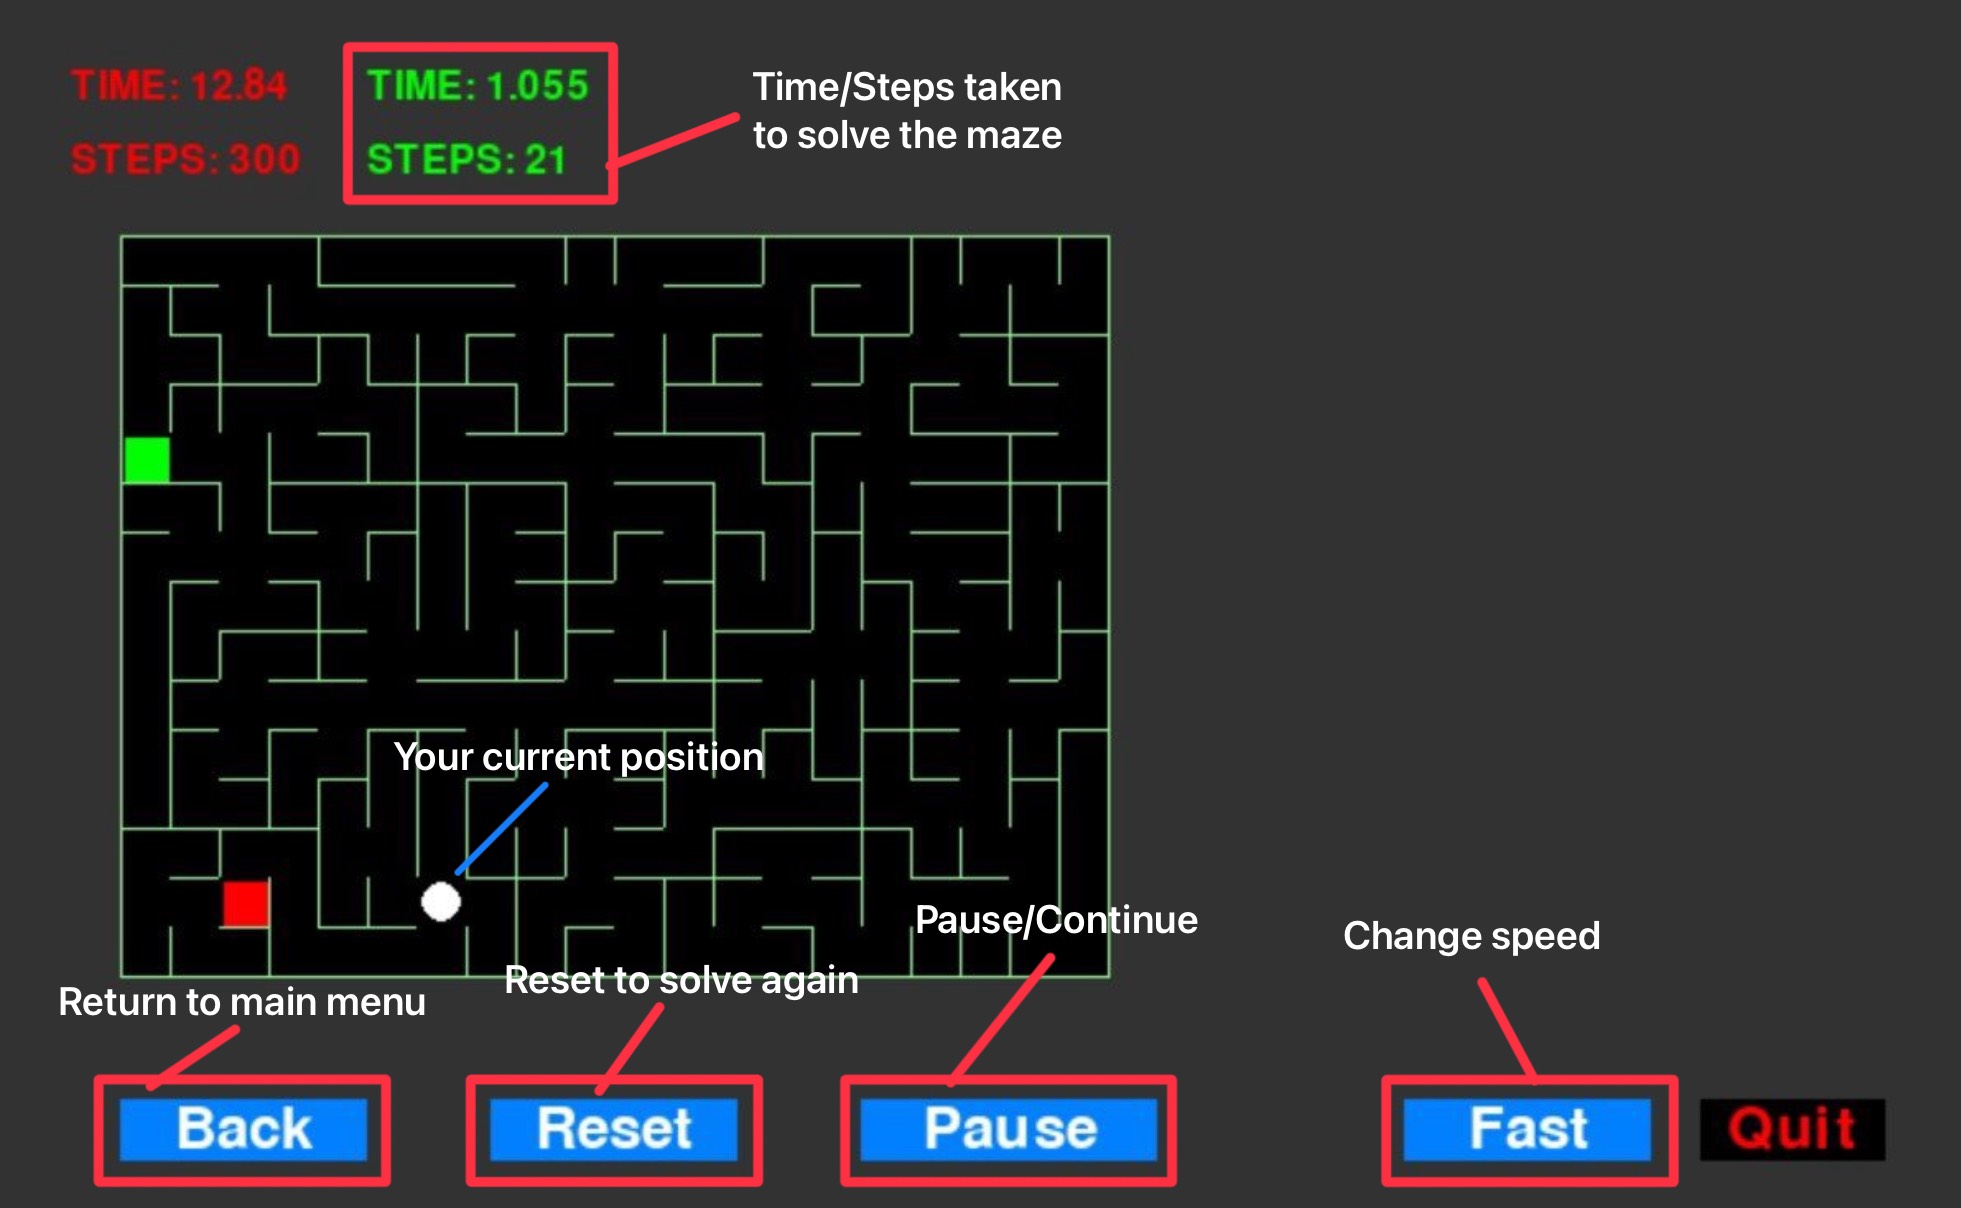 TIME: 12.84
TIME: 1.055
Time/Steps taken
to solve the maze
STEPS: 300
STEPS: 21
Your current position
Pause/Continue
Change speed
Reset to solve again
Return to main menu
Back
Reset
Pause
Fast
Quit